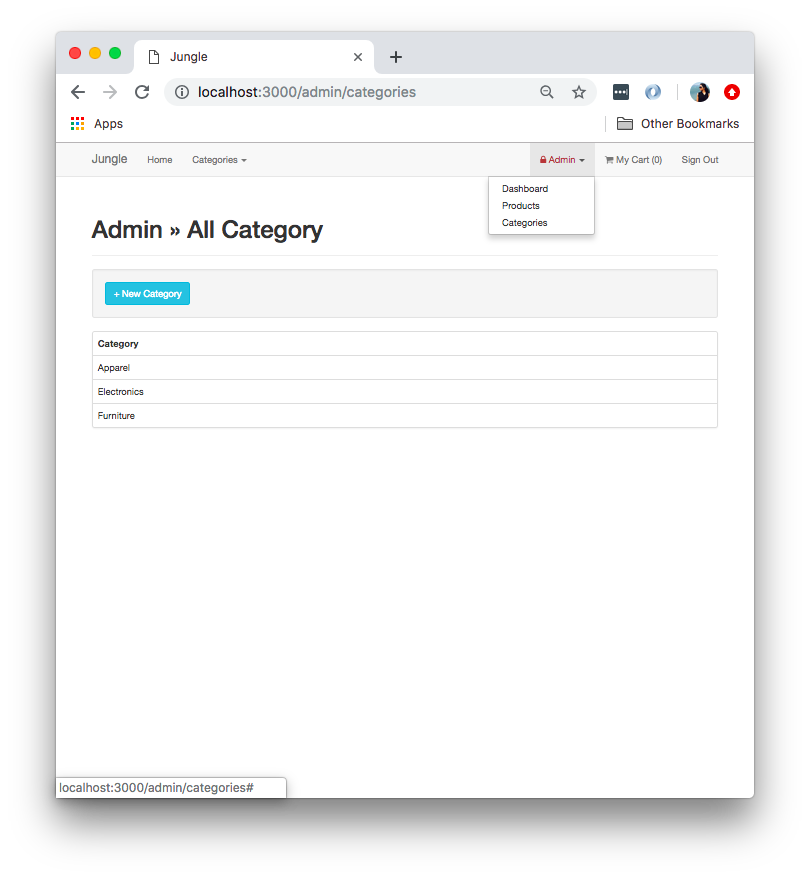 Jungle
localhost:3000/admin/categories
Apps
Other Bookmarks
Jungle Home Categories Admin My Cart (0) Sign Out
Dashboard
Products
Categories
Admin » All Category
+ New Category
Category
Apparel
Electronics
Furniture
localhost:3000/admin/categories#